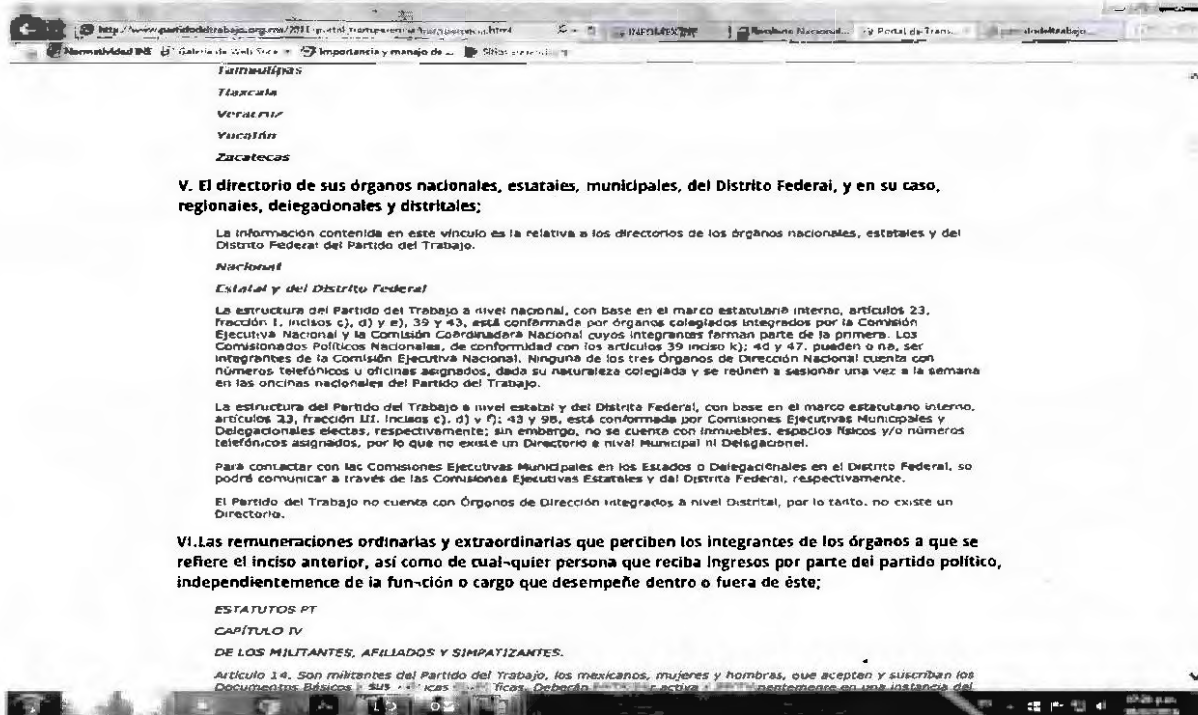 INFOMEX INE
Normatividad INE Galería de Web Slice Importancia y manejo de ...
Tamaulipas
Tlaxcala
Veracruz
Yucatán
Zacatecas
V. El directorio de sus órganos nacionales, estatales, municipales, del Distrito Federal, y en su caso,
regionales, delegacionales y distritales;
La información contenida en este vínculo es la relativa a los directorios de los órganos nacionales, estatales y del
Distrito Federal del Partido del Trabajo.
Nacional
Estatal y del Distrito Federal
La estructura del Partido del Trabajo a nivel nacional, con base en el marco estatutario interno, artículos 23,
fracción I, incisos c), d) y e), 39 y 43, está conformada por órganos colegiados integrados por la Comisión
Ejecutiva Nacional y la Comisión Coordinadora Nacional cuyos integrantes forman parte de la primera. Los
Comisionados Políticos Nacionales, de conformidad con los artículos 39 inciso k); 40 y 47, pueden o no, ser
integrantes de la Comisión Ejecutiva Nacional. Ninguna de los tres Órganos de Dirección Nacional cuenta con
números telefónicos u oficinas asignados, dada su naturaleza colegiada y se reúnen a sesionar una vez a la semana
en las oficinas nacionales del Partido del Trabajo.
La estructura del Partido del Trabajo a nivel estatal y del Distrito Federal, con base en el marco estatutario interno,
artículos 23, fracción III, incisos c), d) y f); 43 y 98, está conformada por Comisiones Ejecutivas Municipales y
Delegacionales electas, respectivamente; sin embargo, no se cuenta con inmuebles, espacios físicos y/o números
telefónicos asignados, por lo que no existe un Directorio a nivel Municipal ni Delegacional.
Para contactar con las Comisiones Ejecutivas Municipales en los Estados o Delegacionales en el Distrito Federal, se
podrá comunicar a través de las Comisiones Ejecutivas Estatales y del Distrito Federal, respectivamente.
El Partido del Trabajo no cuenta con Órganos de Dirección integrados a nivel Distrital, por lo tanto, no existe un
Directorio.
VI.Las remuneraciones ordinarias y extraordinarias que perciben los integrantes de los órganos a que se
refiere el inciso anterior, así como de cual¬quier persona que reciba ingresos por parte del partido político,
independientemente de la fun¬ción o cargo que desempeñe dentro o fuera de éste;
ESTATUTOS PT
CAPÍTULO IV
DE LOS MILITANTES, AFILIADOS Y SIMPATIZANTES.
Artículo 14. Son militantes del Partido del Trabajo, los mexicanos, mujeres y hombres, que acepten y suscriban los
Documentos Básicos y sus Deberán en una instancia del